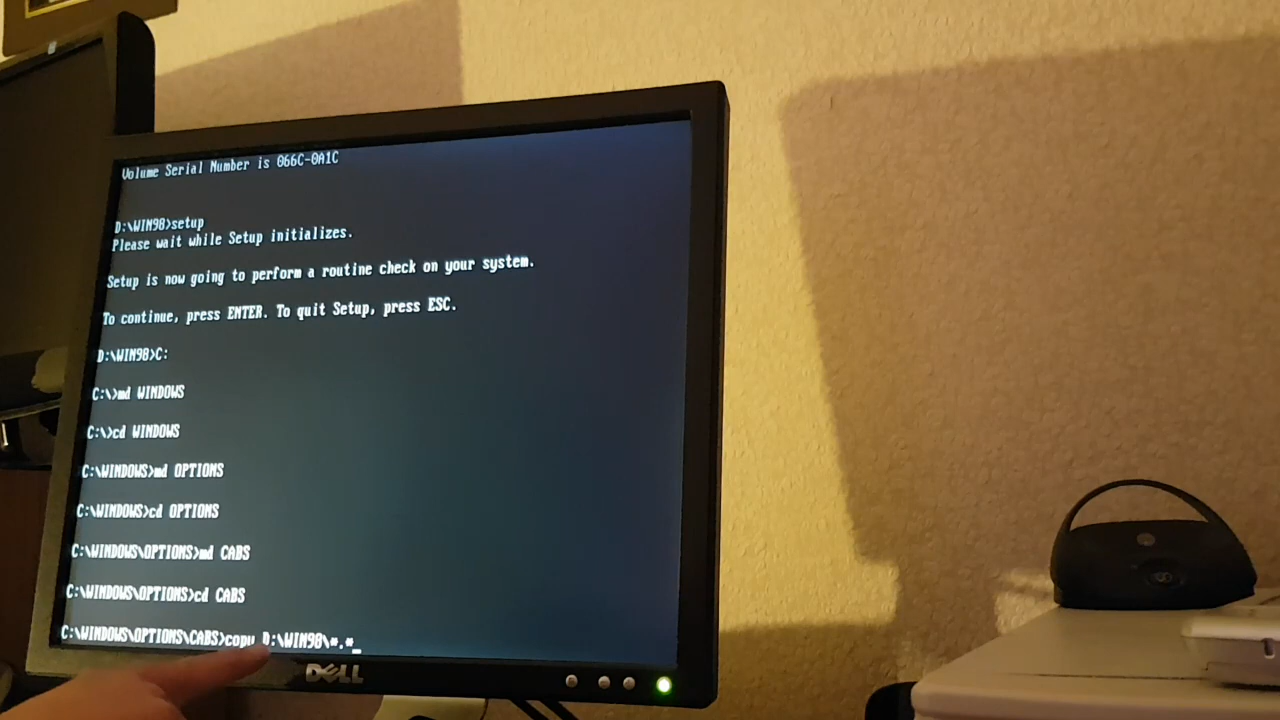 Volume Serial Number is 066C-0A1C
D:\WIN98>setup
Please wait while Setup initializes.
Setup is now going to perform a routine check on your system.
To continue, press ENTER. To quit Setup, press ESC.
D:\WIN98>C:
C:\>md WINDOWS
C:\>cd WINDOWS
C:\WINDOWS>md OPTIONS
C:\WINDOWS>cd OPTIONS
C:\WINDOWS\OPTIONS>md CABS
C:\WINDOWS\OPTIONS>cd CABS
C:\WINDOWS\OPTIONS\CABS>copy D:\WIN98\*.*_
DELL